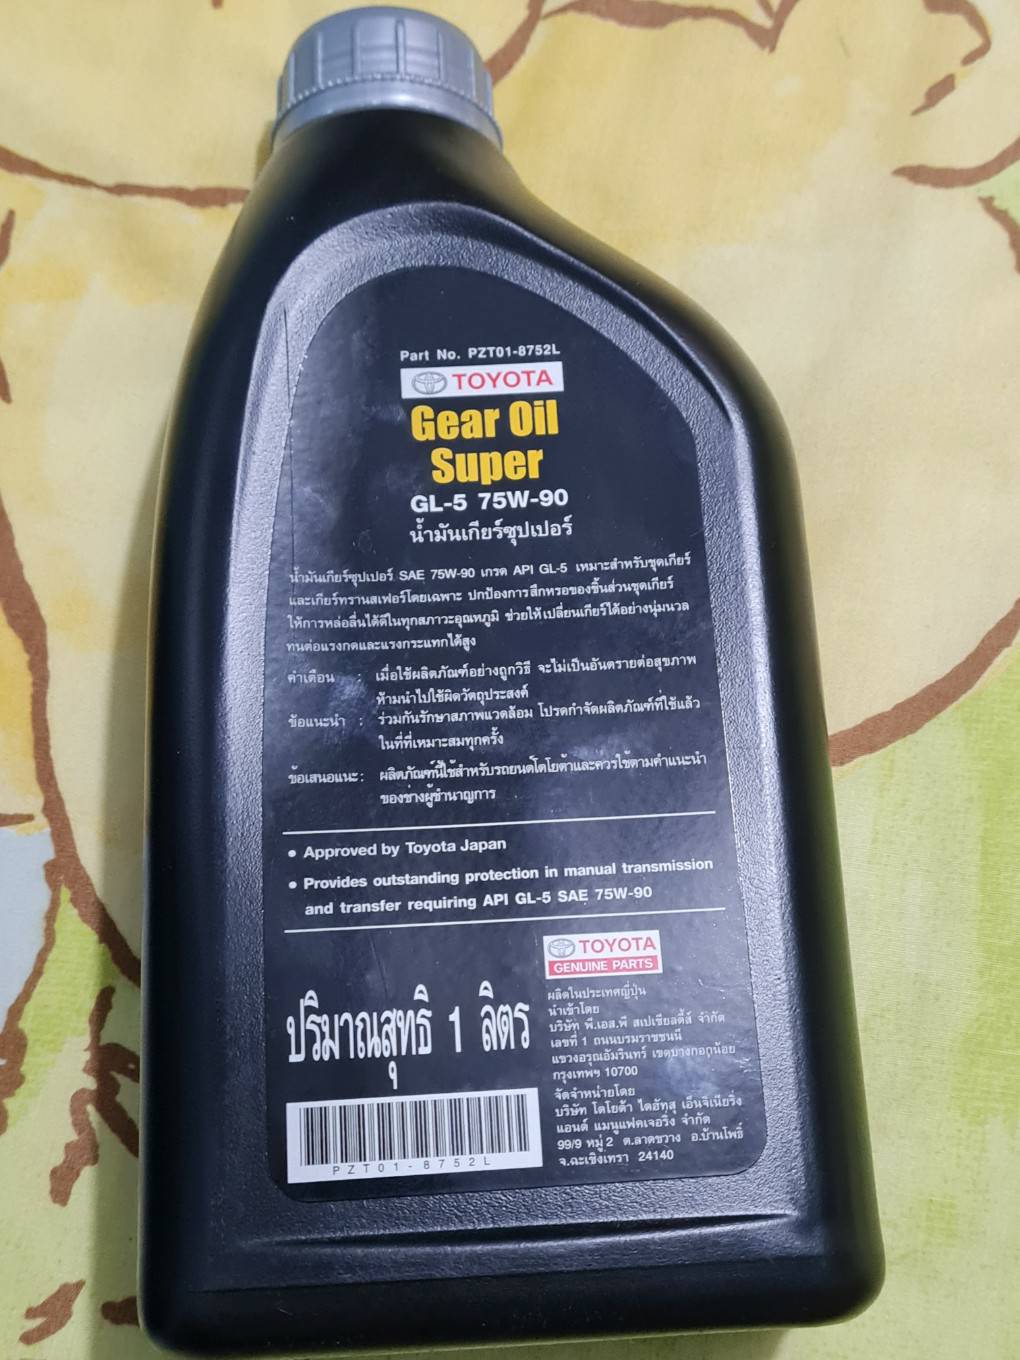 Part No. PZT01-8752L
TOYOTA
Gear Oil
Super
GL-5 75W-90
น้ำมันเกียร์ซุปเปอร์
น้ำมันเกียร์ซุปเปอร์ SAE 75W-90 เกรด API GL-5 เหมาะสำหรับชุดเกียร์
และเกียร์ทรานสเฟอร์โดยเฉพาะ ปกป้องการสึกหรอของชิ้นส่วนชุดเกียร์
ให้การหล่อลื่นได้ดีในทุกสภาวะอุณหภูมิ ช่วยให้เปลี่ยนเกียร์ได้อย่างนุ่มนวล
ทนต่อแรงกดและแรงกระแทกได้สูง
คำเตือน : เมื่อใช้ผลิตภัณฑ์อย่างถูกวิธี จะไม่เป็นอันตรายต่อสุขภาพ
ห้ามนำไปใช้ผิดวัตถุประสงค์
ข้อแนะนำ : ร่วมกันรักษาสภาพแวดล้อม โปรดกำจัดผลิตภัณฑ์ที่ใช้แล้ว
ในที่ที่เหมาะสมทุกครั้ง
ข้อเสนอแนะ: ผลิตภัณฑ์นี้ใช้สำหรับรถยนต์โตโยต้าและควรใช้ตามคำแนะนำ
ของช่างผู้ชำนาญการ
• Approved by Toyota Japan
• Provides outstanding protection in manual transmission
and transfer requiring API GL-5 SAE 75W-90
TOYOTA
GENUINE PARTS
ปริมาณสุทธิ 1 ลิตร
ผลิตในประเทศญี่ปุ่น
นำเข้าโดย
บริษัท พี.เอส.พี สเปเชียลตี้ส์ จำกัด
เลขที่ 1 ถนนบรมราชชนนี
แขวงอรุณอัมรินทร์ เขตบางกอกน้อย
กรุงเทพฯ 10700
จัดจำหน่ายโดย
บริษัท โตโยต้า ไดฮัทสุ เอ็นจิเนียริ่ง
แอนด์ แมนูแฟคเจอริ่ง จำกัด
99/9 หมู่ 2 ต.ลาดขวาง อ.บ้านโพธิ์
จ.ฉะเชิงเทรา 24140
PZT01-8752L